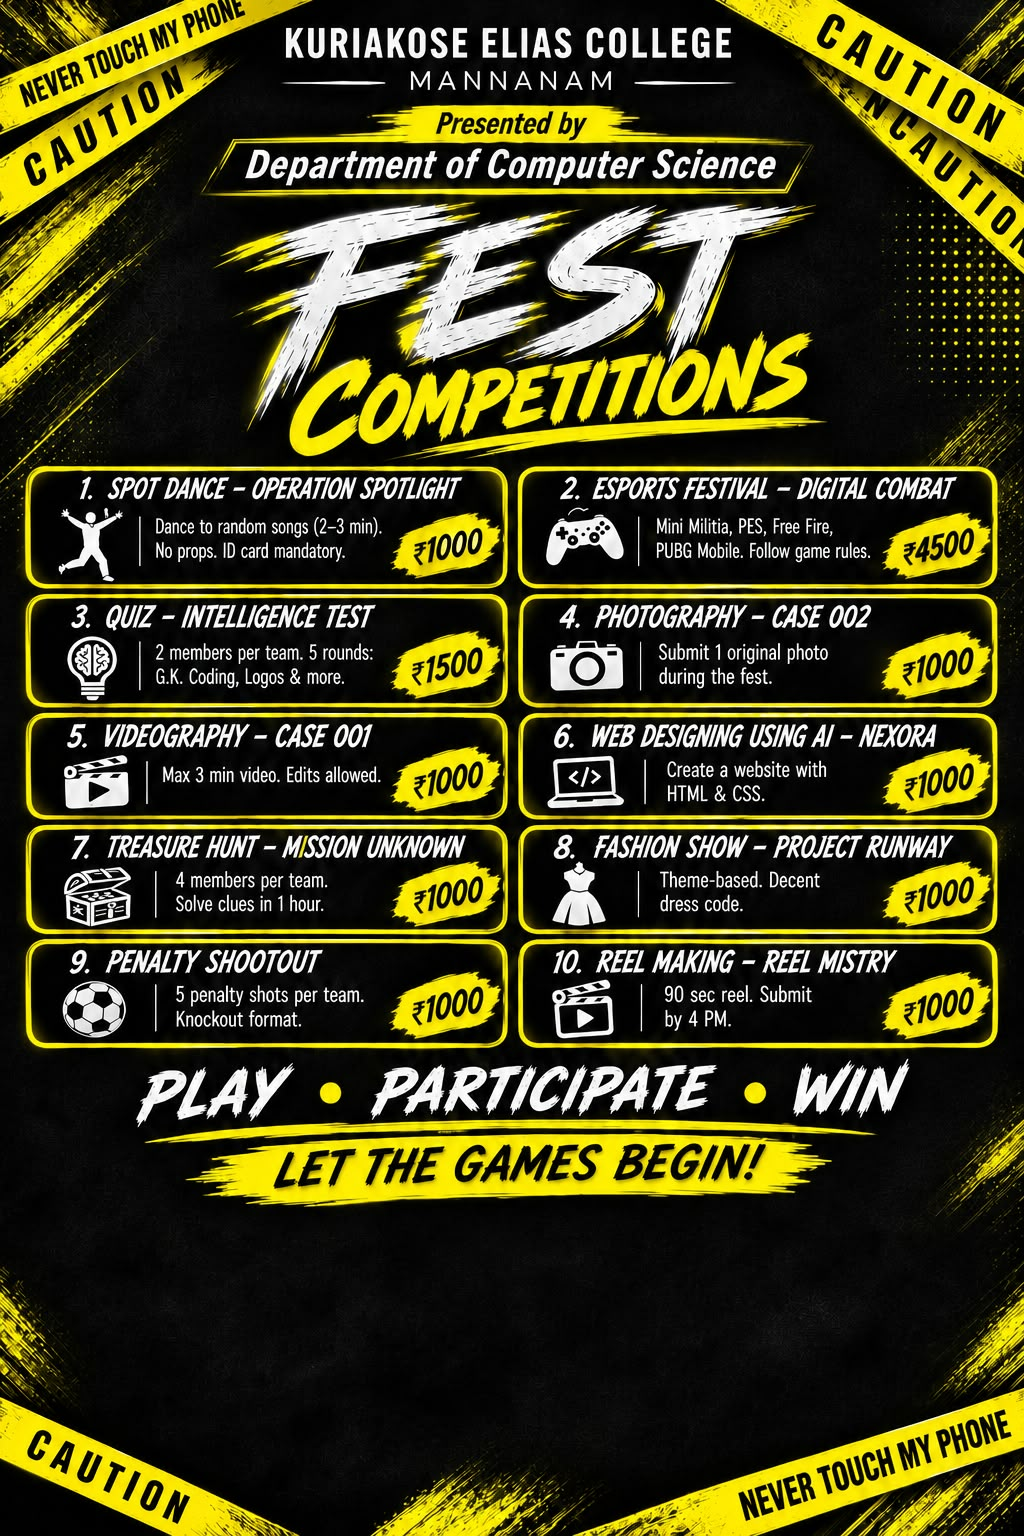 NEVER TOUCH MY PHONE
CAUTION
CAUTION
NCAUTION
KURIAKOSE ELIAS COLLEGE
MANNANAM
Presented by
Department of Computer Science
FEST
COMPETITIONS
1. SPOT DANCE – OPERATION SPOTLIGHT
Dance to random songs (2–3 min).
No props. ID card mandatory.
₹1000
2. ESPORTS FESTIVAL – DIGITAL COMBAT
Mini Militia, PES, Free Fire,
PUBG Mobile. Follow game rules.
₹4500
3. QUIZ – INTELLIGENCE TEST
2 members per team. 5 rounds:
G.K. Coding, Logos & more.
₹1500
4. PHOTOGRAPHY – CASE 002
Submit 1 original photo
during the fest.
₹1000
5. VIDEOGRAPHY – CASE 001
Max 3 min video. Edits allowed.
₹1000
6. WEB DESIGNING USING AI – NEXORA
</>
Create a website with
HTML & CSS.
₹1000
7. TREASURE HUNT – MISSION UNKNOWN
4 members per team.
Solve clues in 1 hour.
₹1000
8. FASHION SHOW – PROJECT RUNWAY
Theme-based. Decent
dress code.
₹1000
9. PENALTY SHOOTOUT
5 penalty shots per team.
Knockout format.
₹1000
10. REEL MAKING – REEL MISTRY
90 sec reel. Submit
by 4 PM.
₹1000
PLAY • PARTICIPATE • WIN
LET THE GAMES BEGIN!
CAUTION
NEVER TOUCH MY PHONE